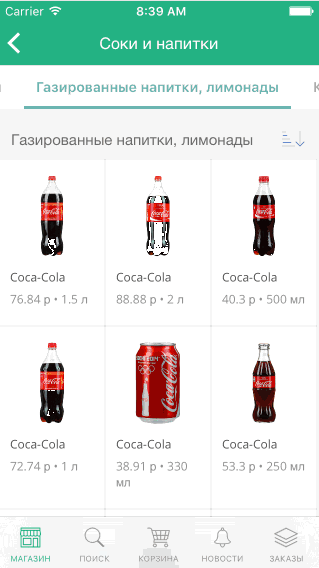 Carrier 8:39 AM
Соки и напитки
Газированные напитки, лимонады К
Газированные напитки, лимонады
Coca-Cola Coca-Cola Coca-Cola
76.84 р • 1.5 л 88.88 р • 2 л 40.3 р • 500 мл
Coca-Cola Coca-Cola Coca-Cola
72.74 р • 1 л 38.91 р • 330 мл 53.3 р • 250 мл
МАГАЗИН ПОИСК КОРЗИНА НОВОСТИ ЗАКАЗЫ